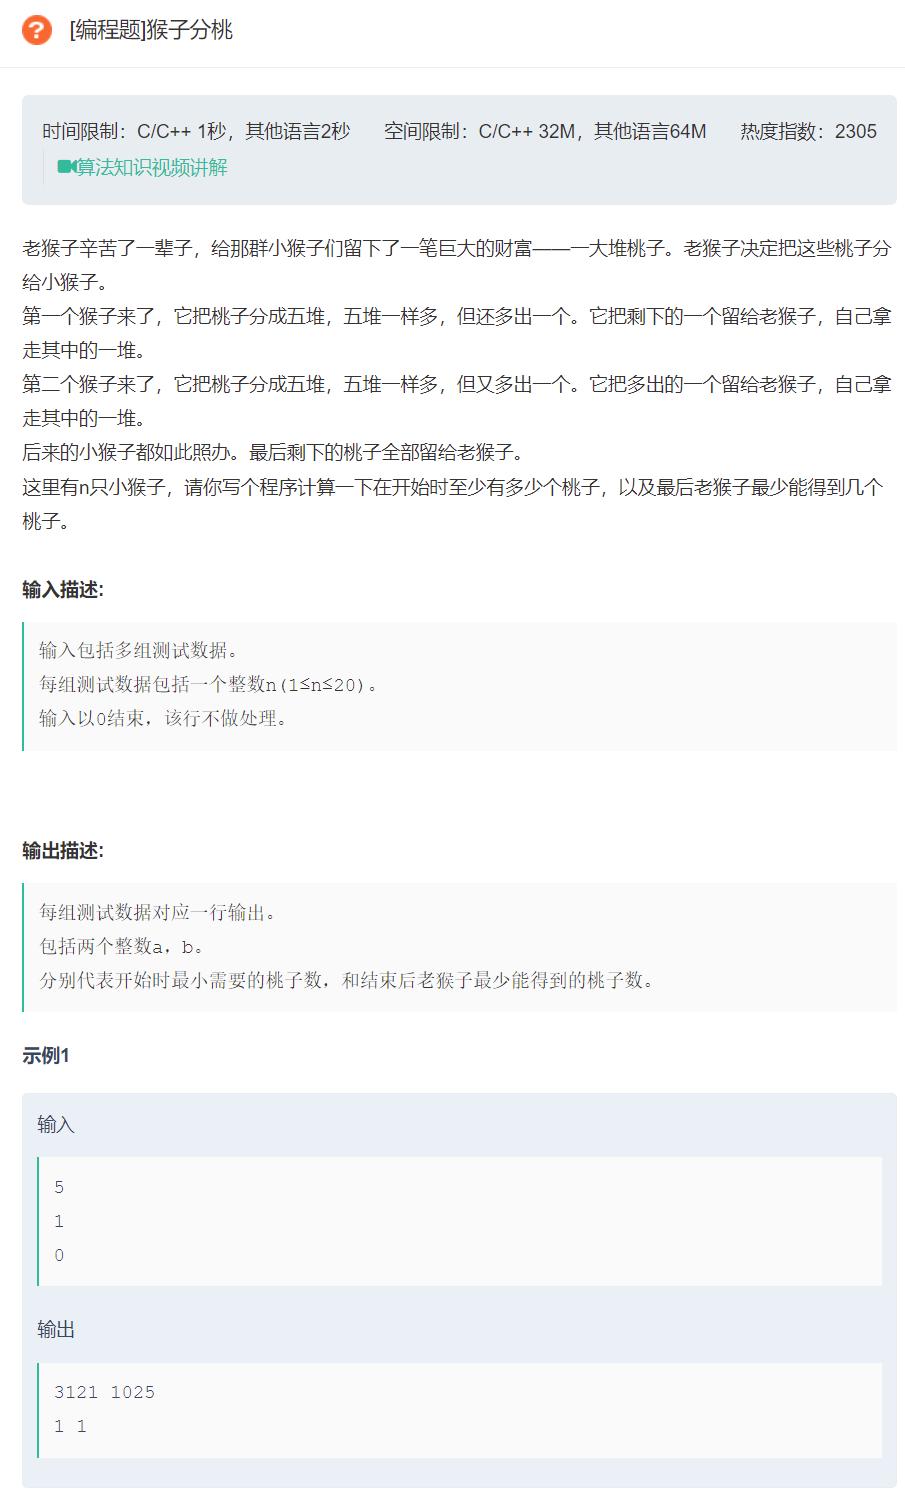 [编程题]猴子分桃
时间限制：C/C++ 1秒，其他语言2秒 空间限制：C/C++ 32M，其他语言64M 热度指数：2305
算法知识视频讲解
老猴子辛苦了一辈子，给那群小猴子们留下了一笔巨大的财富——一大堆桃子。老猴子决定把这些桃子分
给小猴子。
第一个猴子来了，它把桃子分成五堆，五堆一样多，但还多出一个。它把剩下的一个留给老猴子，自己拿
走其中的一堆。
第二个猴子来了，它把桃子分成五堆，五堆一样多，但又多出一个。它把多出的一个留给老猴子，自己拿
走其中的一堆。
后来的小猴子都如此照办。最后剩下的桃子全部留给老猴子。
这里有n只小猴子，请你写个程序计算一下在开始时至少有多少个桃子，以及最后老猴子最少能得到几个
桃子。
输入描述:
输入包括多组测试数据。
每组测试数据包括一个整数n(1≤n≤20)。
输入以0结束，该行不做处理。
输出描述:
每组测试数据对应一行输出。
包括两个整数a，b。
分别代表开始时最小需要的桃子数，和结束后老猴子最少能得到的桃子数。
示例1
输入
5
1
0
输出
3121 1025
1 1